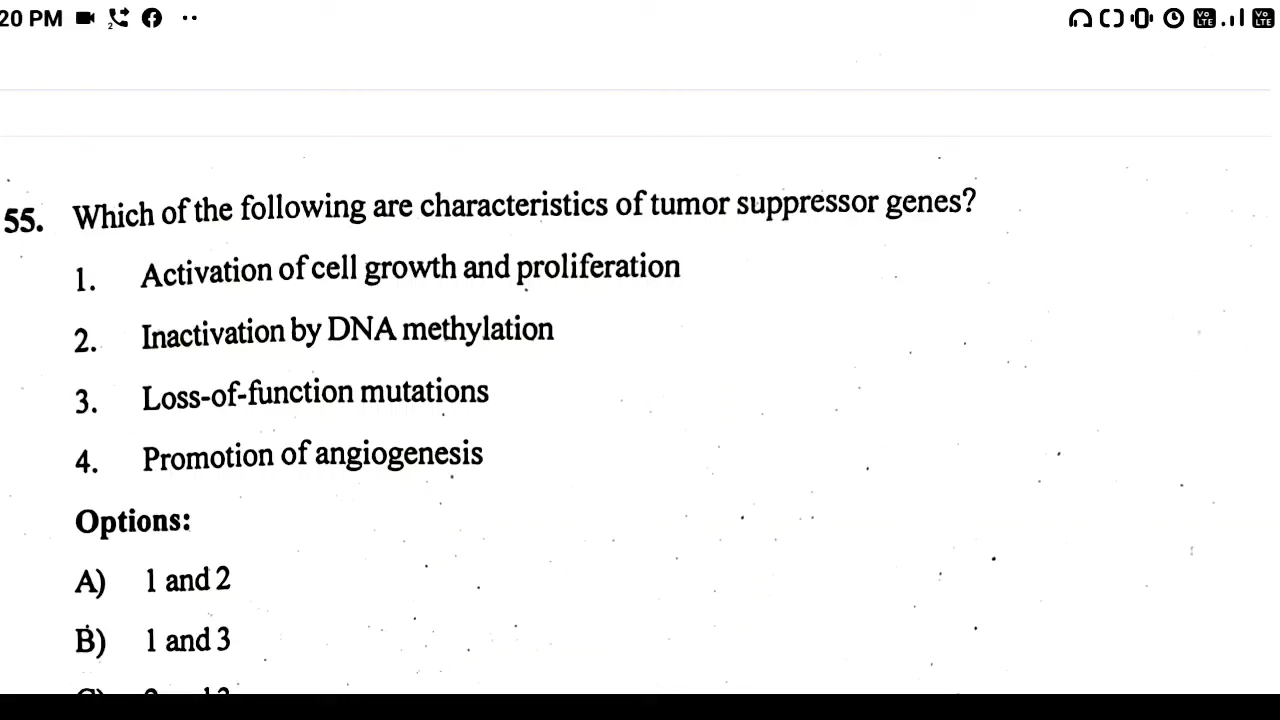 20 PM
55. Which of the following are characteristics of tumor suppressor genes?
1. Activation of cell growth and proliferation
2. Inactivation by DNA methylation
3. Loss-of-function mutations
4. Promotion of angiogenesis
Options:
A) 1 and 2
B) 1 and 3